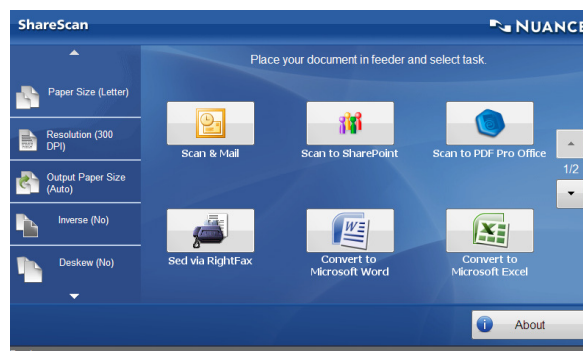 ShareScan
NUANCE
Place your document in feeder and select task.
Paper Size (Letter)
Resolution (300
DPI)
Output Paper Size
(Auto)
Inverse (No)
Deskew (No)
Scan & Mail
Scan to SharePoint
Scan to PDF Pro Office
1/2
Sed via RightFax
Convert to
Microsoft Word
Convert to
Microsoft Excel
About